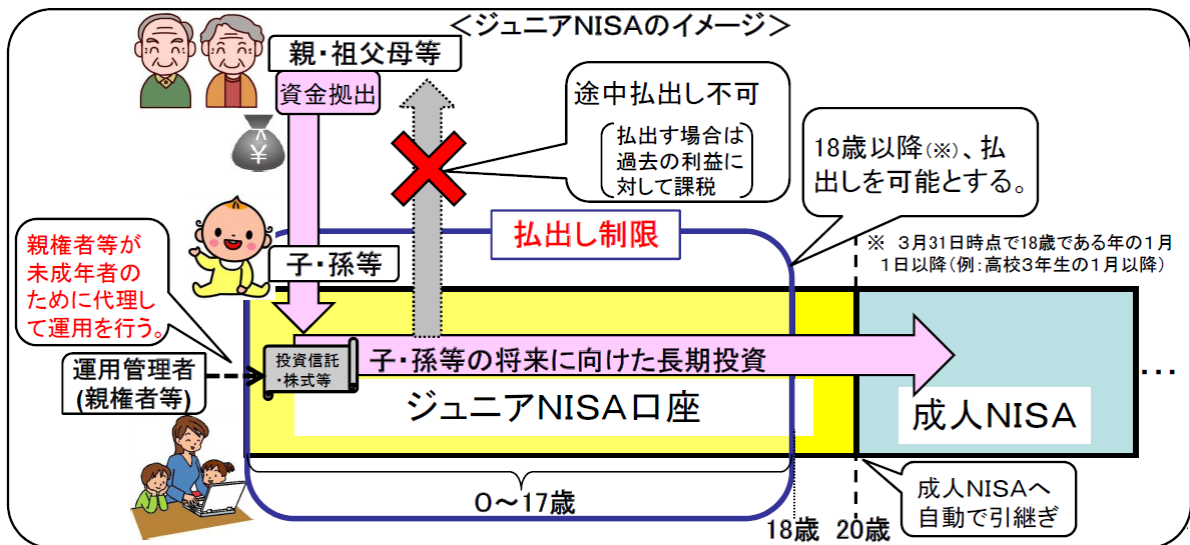 <ジュニアNISAのイメージ>
親・祖父母等
資金拠出
¥
途中払出し不可
払出す場合は
過去の利益に
対して課税
18歳以降(※)、払
出しを可能とする。
払出し制限
※ 3月31日時点で18歳である年の1月
1日以降(例:高校3年生の1月以降)
子・孫等
親権者等が
未成年者の
ために代理し
て運用を行う。
運用管理者
(親権者等)
投資信託
・株式等
子・孫等の将来に向けた長期投資
ジュニアNISA口座
成人NISA
…
0~17歳
18歳
20歳
成人NISAへ
自動で引継ぎ